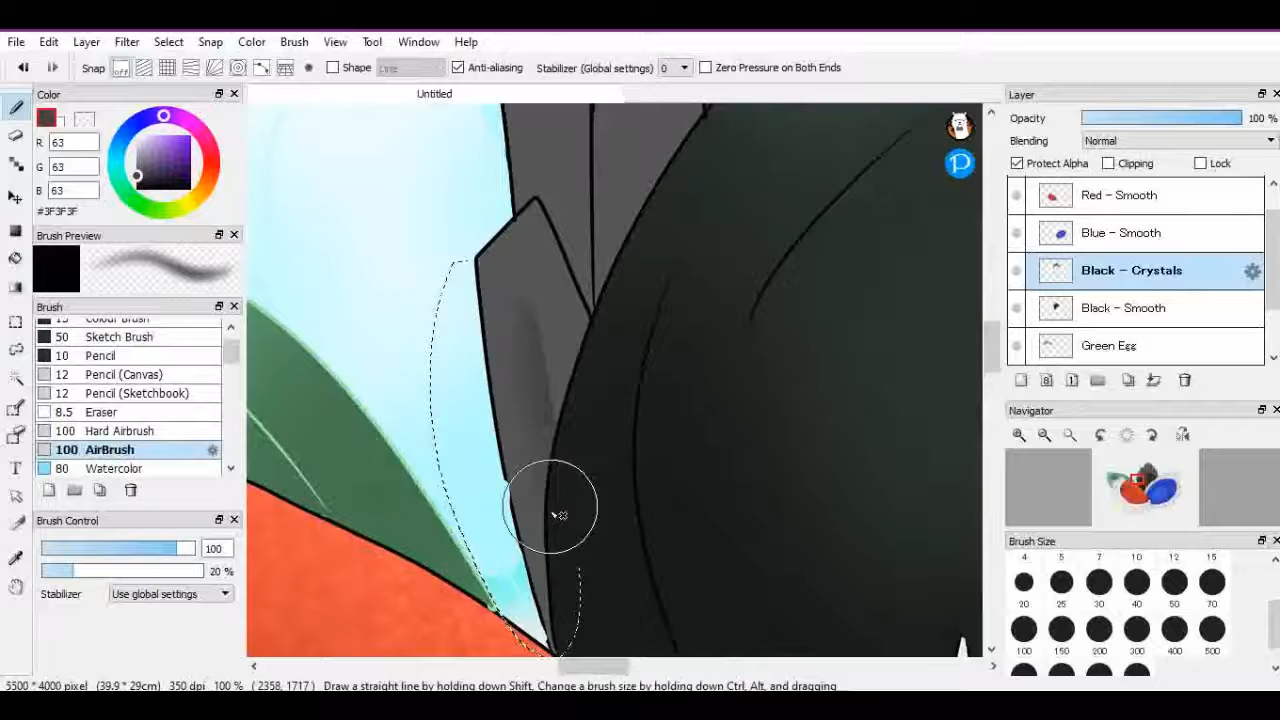 File Edit Layer Filter Select Snap Color Brush View Tool Window Help
Snap off Shape Line Anti-aliasing Stabilizer (Global settings) 0 Zero Pressure on Both Ends
Color
R 63
G 63
B 63
#3F3F3F
Brush Preview
Brush
15 Colour Brush
50 Sketch Brush
10 Pencil
12 Pencil (Canvas)
12 Pencil (Sketchbook)
8.5 Eraser
100 Hard Airbrush
100 AirBrush
80 Watercolor
Brush Control
100
20 %
Stabilizer Use global settings
Untitled
Layer
Opacity 100 %
Blending Normal
Protect Alpha Clipping Lock
Red - Smooth
Blue - Smooth
Black - Crystals
Black - Smooth
Green Egg
8 1
Navigator
Brush Size
4 5 7 10 12 15
20 25 30 40 50 70
100 150 200 300 400 500
T
P
5500 * 4000 pixel (39.9 * 29cm) 350 dpi 100 % ( 2358, 1717) Draw a straight line by holding down Shift, Change a brush size by holding down Ctrl, Alt, and dragging